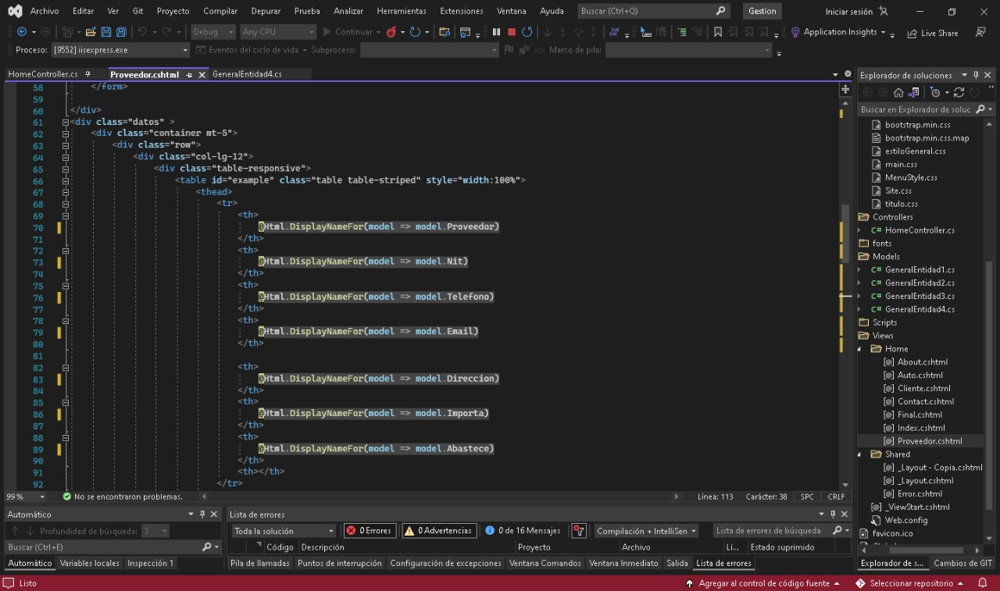 Archivo Editar Ver Git Proyecto Compilar Depurar Prueba Analizar Herramientas Extensiones Ventana Ayuda Buscar (Ctrl+Q) Gestion Iniciar sesión
Debug Any CPU Continuar Application Insights Live Share
Proceso: [9552] iisexpress.exe Eventos del ciclo de vida Subproceso: Marco de pila:
HomeController.cs Proveedor.cshtml GeneralEntidad4.cs
58 </form>
59
60 </div>
61 <div class="datos" >
62 <div class="container mt-5">
63 <div class="row">
64 <div class="col-lg-12">
65 <div class="table-responsive">
66 <table id="example" class="table table-striped" style="width:100%">
67 <thead>
68 <tr>
69 <th>
70 @Html.DisplayNameFor(model => model.Proveedor)
71 </th>
72 <th>
73 @Html.DisplayNameFor(model => model.Nit)
74 </th>
75 <th>
76 @Html.DisplayNameFor(model => model.Telefono)
77 </th>
78 <th>
79 @Html.DisplayNameFor(model => model.Email)
80 </th>
81
82 <th>
83 @Html.DisplayNameFor(model => model.Direccion)
84 </th>
85 <th>
86 @Html.DisplayNameFor(model => model.Importa)
87 </th>
88 <th>
89 @Html.DisplayNameFor(model => model.Abastece)
90 </th>
91 <th></th>
92 </tr>
99 % No se encontraron problemas. Línea: 113 Carácter: 38 SPC CRLF
Explorador de soluciones
Buscar en Explorador de soluc
bootstrap.min.css
bootstrap.min.css.map
estiloGeneral.css
main.css
MenuStyle.css
Site.css
titulo.css
Controllers
C# HomeController.cs
fonts
Models
C# GeneralEntidad1.cs
C# GeneralEntidad2.cs
C# GeneralEntidad3.cs
C# GeneralEntidad4.cs
Scripts
Views
Home
[@] About.cshtml
[@] Auto.cshtml
[@] Cliente.cshtml
[@] Contact.cshtml
[@] Final.cshtml
[@] Index.cshtml
[@] Proveedor.cshtml
Shared
[@] _Layout - Copia.cshtml
[@] _Layout.cshtml
[@] Error.cshtml
[@] _ViewStart.cshtml
Web.config
favicon.ico
Explorador de s... Cambios de GIT
Automático
Profundidad de búsqueda: 3
Buscar (Ctrl+E)
Automático Variables locales Inspección 1
Lista de errores
Toda la solución 0 Errores 0 Advertencias 0 de 16 Mensajes Compilación + IntelliSen Lista de errores de búsqueda
Código Descripción Proyecto Archivo Lí... Estado suprimido
Pila de llamadas Puntos de interrupción Configuración de excepciones Ventana Comandos Ventana Inmediato Salida Lista de errores
Listo Agregar al control de código fuente Seleccionar repositorio